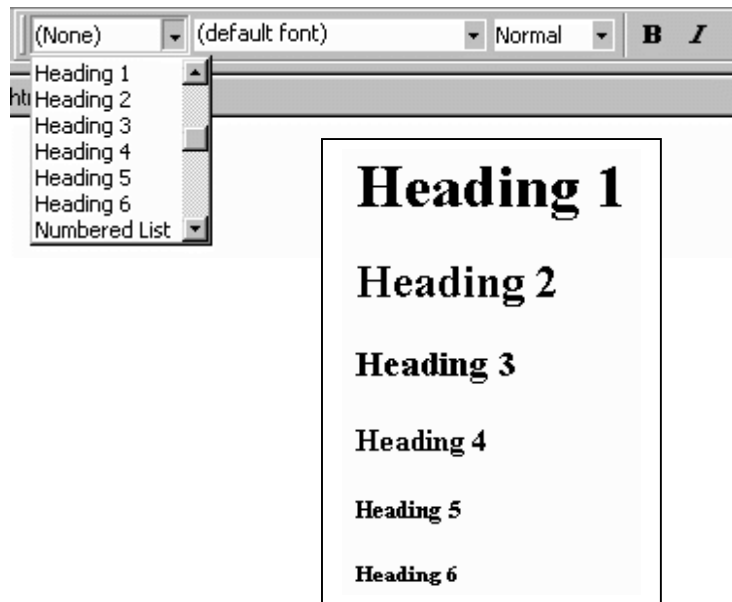 (None) (default font) Normal B I
Heading 1
Heading 2
Heading 3
Heading 4
Heading 5
Heading 6
Numbered List
Heading 1
Heading 2
Heading 3
Heading 4
Heading 5
Heading 6